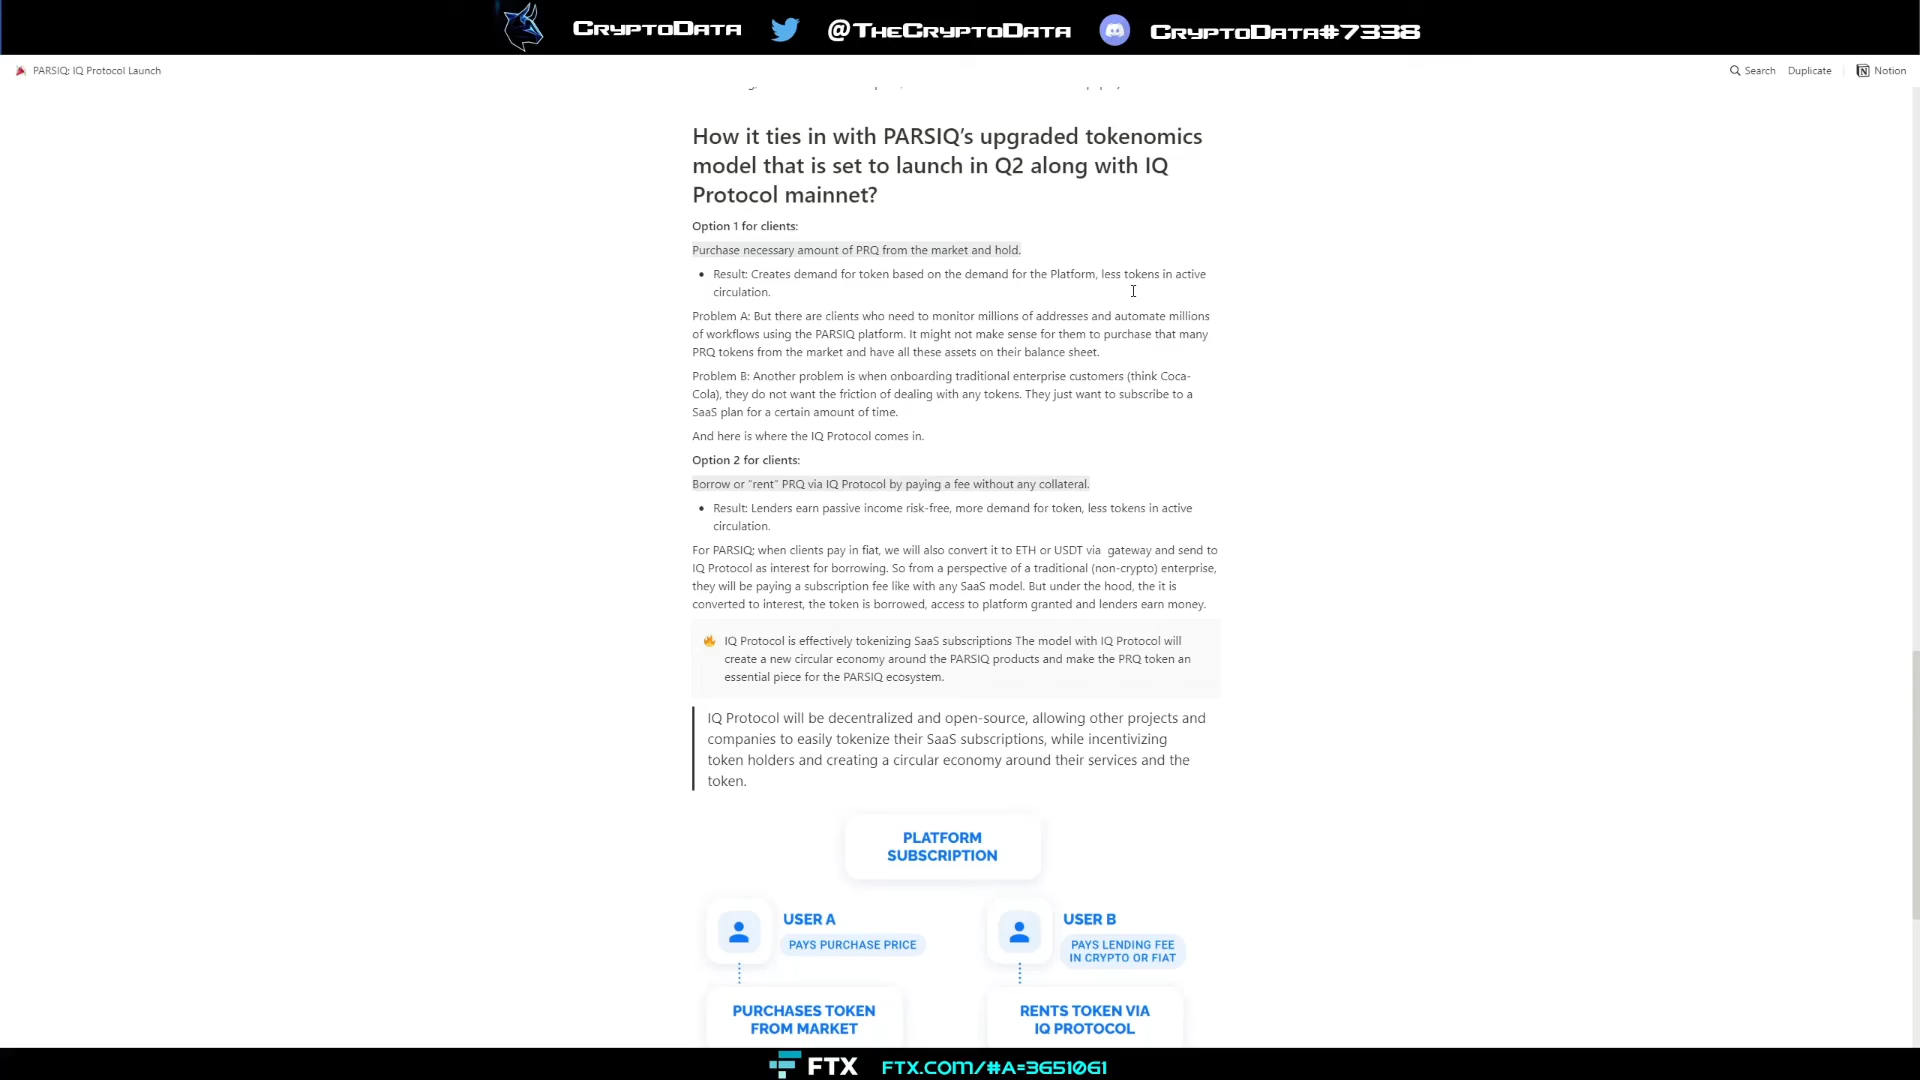 CryptoData @TheCryptoData CryptoData#7338
PARSIQ: IQ Protocol Launch
Search Duplicate Notion
How it ties in with PARSIQ's upgraded tokenomics
model that is set to launch in Q2 along with IQ
Protocol mainnet?
Option 1 for clients:
Purchase necessary amount of PRQ from the market and hold.
• Result: Creates demand for token based on the demand for the Platform, less tokens in active
circulation.
Problem A: But there are clients who need to monitor millions of addresses and automate millions
of workflows using the PARSIQ platform. It might not make sense for them to purchase that many
PRQ tokens from the market and have all these assets on their balance sheet.
Problem B: Another problem is when onboarding traditional enterprise customers (think Coca-
Cola), they do not want the friction of dealing with any tokens. They just want to subscribe to a
SaaS plan for a certain amount of time.
And here is where the IQ Protocol comes in.
Option 2 for clients:
Borrow or "rent" PRQ via IQ Protocol by paying a fee without any collateral.
• Result: Lenders earn passive income risk-free, more demand for token, less tokens in active
circulation.
For PARSIQ; when clients pay in fiat, we will also convert it to ETH or USDT via gateway and send to
IQ Protocol as interest for borrowing. So from a perspective of a traditional (non-crypto) enterprise,
they will be paying a subscription fee like with any SaaS model. But under the hood, the it is
converted to interest, the token is borrowed, access to platform granted and lenders earn money.
IQ Protocol is effectively tokenizing SaaS subscriptions The model with IQ Protocol will
create a new circular economy around the PARSIQ products and make the PRQ token an
essential piece for the PARSIQ ecosystem.
IQ Protocol will be decentralized and open-source, allowing other projects and
companies to easily tokenize their SaaS subscriptions, while incentivizing
token holders and creating a circular economy around their services and the
token.
PLATFORM
SUBSCRIPTION
USER A
PAYS PURCHASE PRICE
USER B
PAYS LENDING FEE
IN CRYPTO OR FIAT
PURCHASES TOKEN
FROM MARKET
RENTS TOKEN VIA
IQ PROTOCOL
FTX FTX.com/#A=3651061